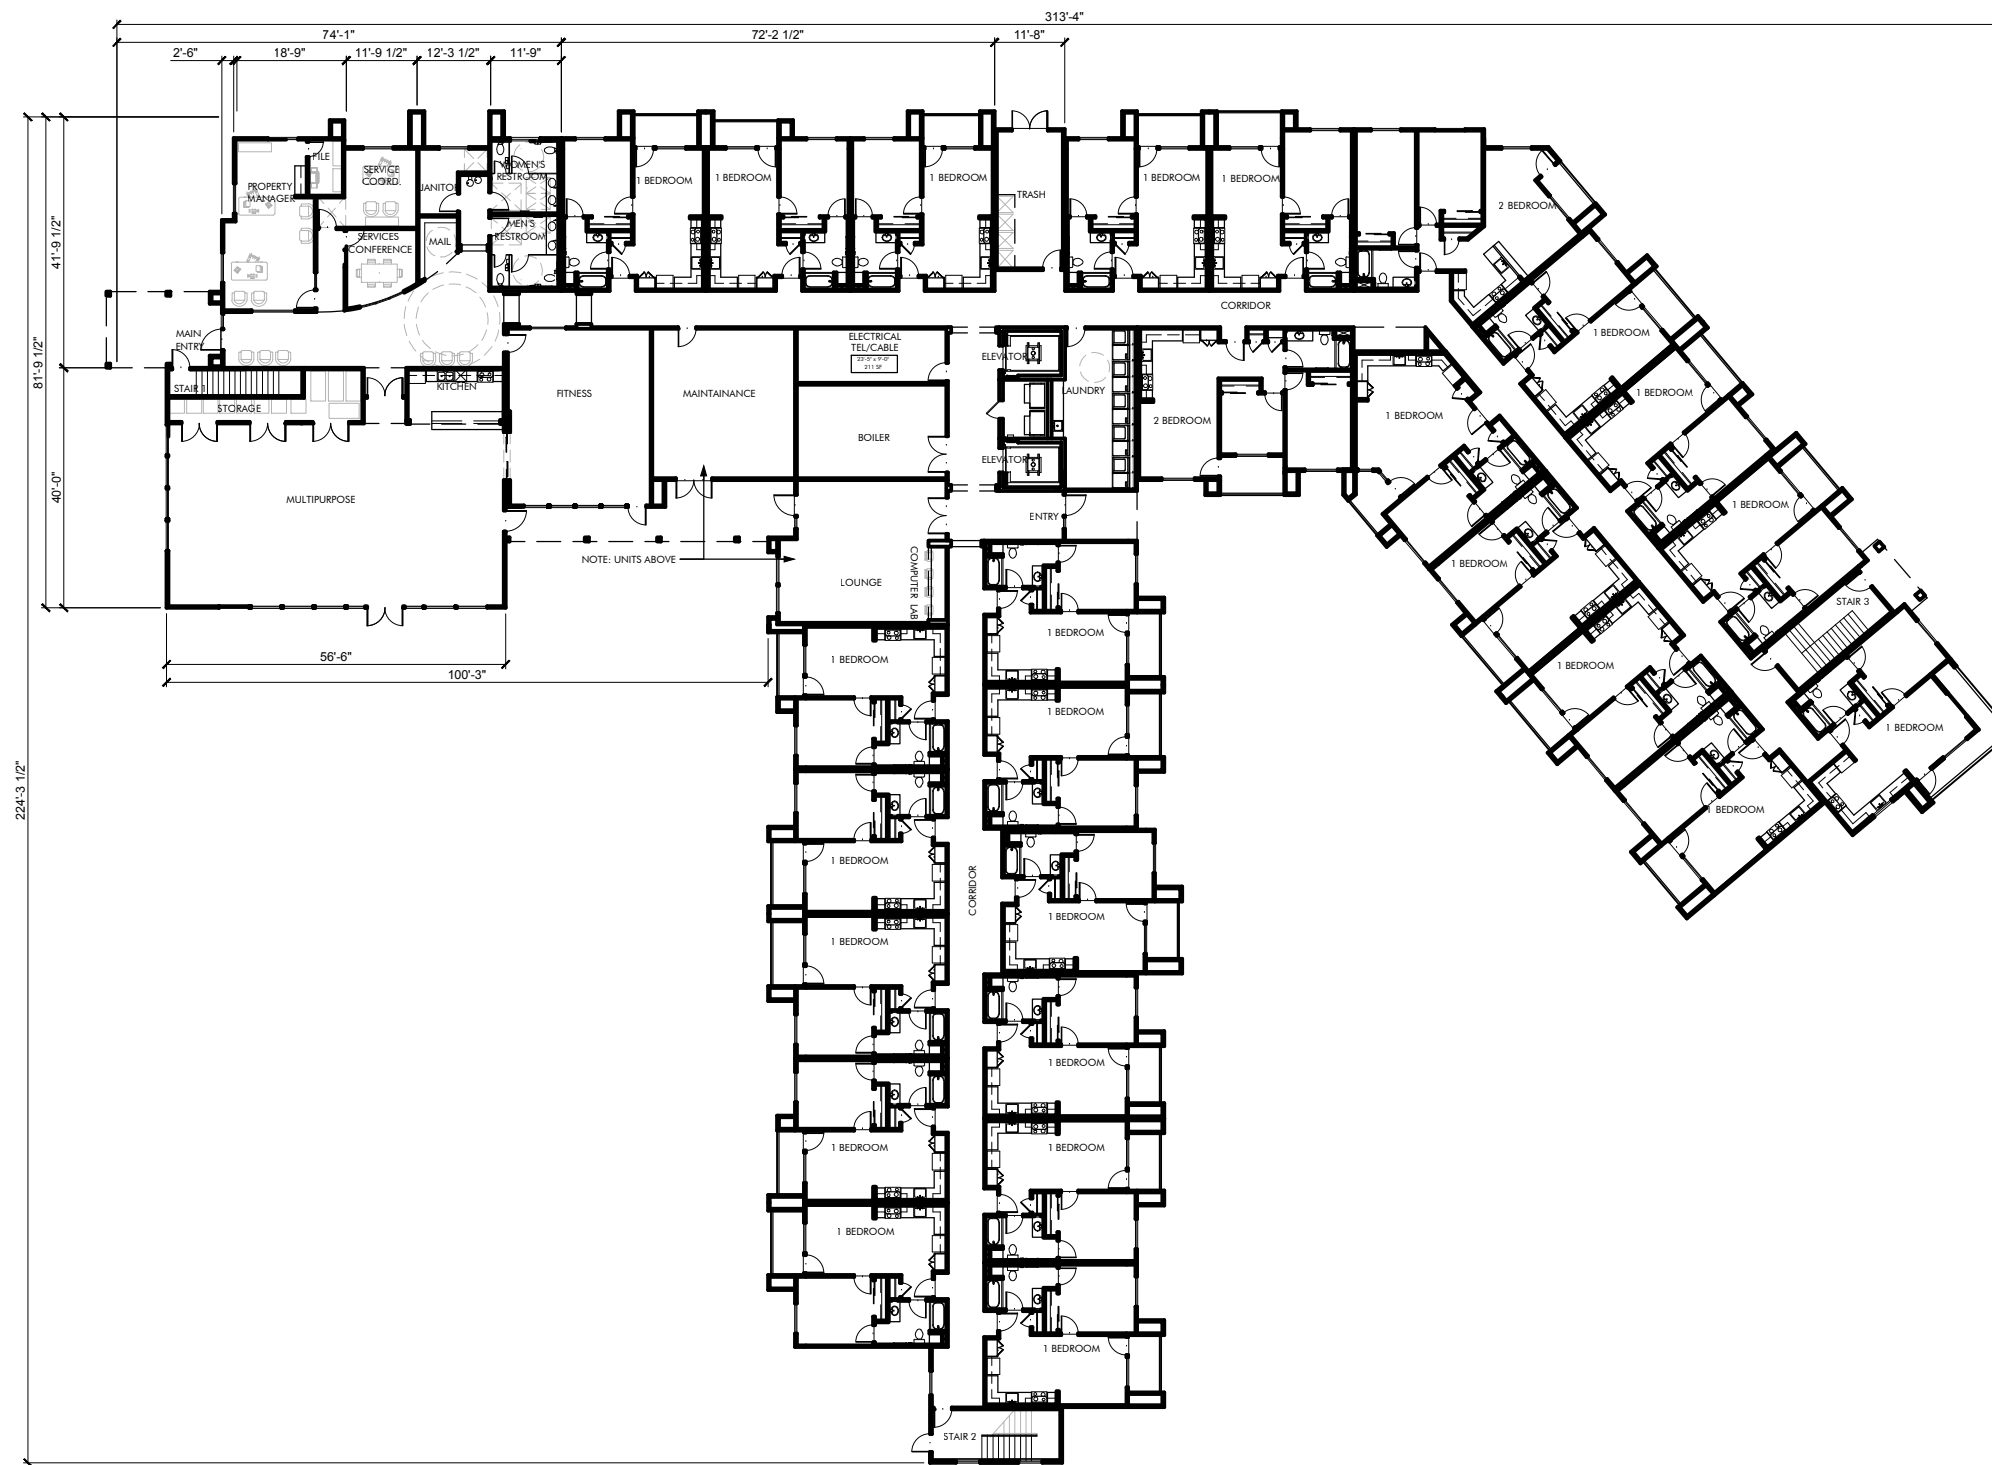 313'-4"
74'-1"
72'-2 1/2"
11'-8"
2'-6"
18'-9"
11'-9 1/2"
12'-3 1/2"
11'-9"
224'-3 1/2"
81'-9 1/2"
41'-9 1/2"
40'-0"
FILE
PROPERTY
MANAGER
SERVICE
COORD.
JANITOR
WOMEN'S
RESTROOM
MEN'S
RESTROOM
SERVICES
CONFERENCE
MAIL
1 BEDROOM
1 BEDROOM
1 BEDROOM
TRASH
1 BEDROOM
1 BEDROOM
2 BEDROOM
CORRIDOR
MAIN
ENTRY
STAIR 1
STORAGE
KITCHEN
MULTIPURPOSE
FITNESS
MAINTAINANCE
ELECTRICAL
TEL/CABLE
23'-5" x 9'-0"
211 SF
BOILER
ELEVATOR
ELEVATOR
LAUNDRY
2 BEDROOM
ENTRY
NOTE: UNITS ABOVE
LOUNGE
COMPUTER LAB
56'-6"
100'-3"
1 BEDROOM
1 BEDROOM
1 BEDROOM
1 BEDROOM
1 BEDROOM
1 BEDROOM
1 BEDROOM
STAIR 3
1 BEDROOM
1 BEDROOM
1 BEDROOM
1 BEDROOM
1 BEDROOM
1 BEDROOM
1 BEDROOM
1 BEDROOM
CORRIDOR
1 BEDROOM
1 BEDROOM
1 BEDROOM
1 BEDROOM
1 BEDROOM
1 BEDROOM
STAIR 2